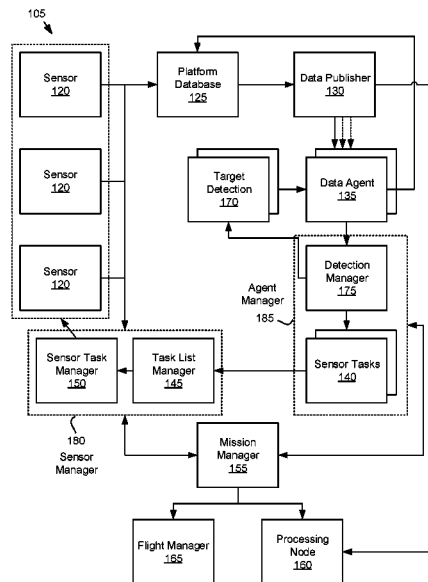 105
Sensor
120
Platform
Database
125
Data Publisher
130
Sensor
120
Target
Detection
170
Data Agent
135
Sensor
120
Agent
Manager
185
Detection
Manager
175
Sensor Task
Manager
150
Task List
Manager
145
Sensor Tasks
140
180
Sensor
Manager
Mission
Manager
155
Flight Manager
165
Processing
Node
160